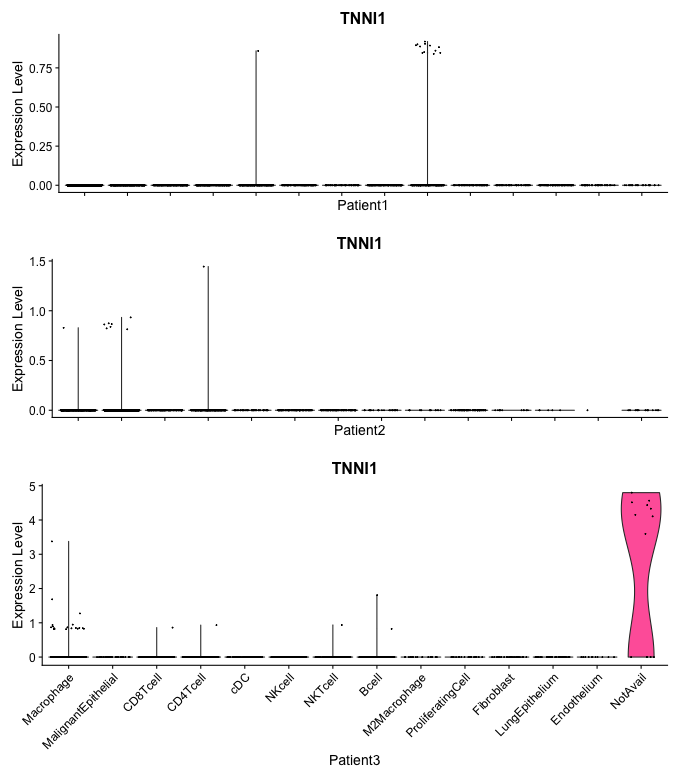 TNNI1
Expression Level
0.75
0.50
0.25
0.00
Patient1
TNNI1
Expression Level
1.5
1.0
0.5
0.0
Patient2
TNNI1
Expression Level
5
4
3
2
1
0
Macrophage
MalignantEpithelial
CD8Tcell
CD4Tcell
cDC
NKcell
NKTcell
Bcell
M2Macrophage
ProliferatingCell
Fibroblast
LungEpithelium
Endothelium
NotAvail
Patient3